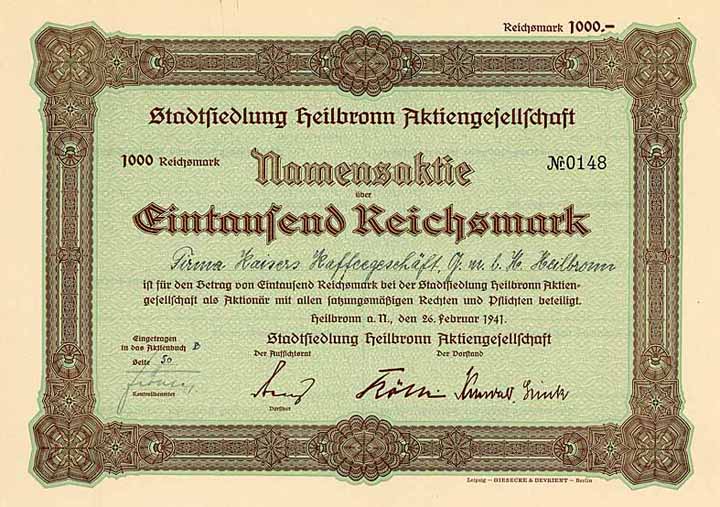 Reichsmark 1000.–
Stadtsiedlung Heilbronn Aktiengesellschaft
1000 Reichsmark
Namensaktie
№ 0148
über
Eintausend Reichsmark
Firma Kaisers Kaffeegeschäft, G. m. b. H. Heilbronn
ist für den Betrag von Eintausend Reichsmark bei der Stadtsiedlung Heilbronn Aktien-
gesellschaft als Aktionär mit allen satzungsmäßigen Rechten und Pflichten beteiligt.
Heilbronn a. N., den 26. Februar 1941.
Stadtsiedlung Heilbronn Aktiengesellschaft
Der Aufsichtsrat
Der Vorstand
Eingetragen
in das Aktienbuch B
Seite 50
Kontrollbeamter
Vorsitzer
Leipzig – GIESECKE & DEVRIENT – Berlin